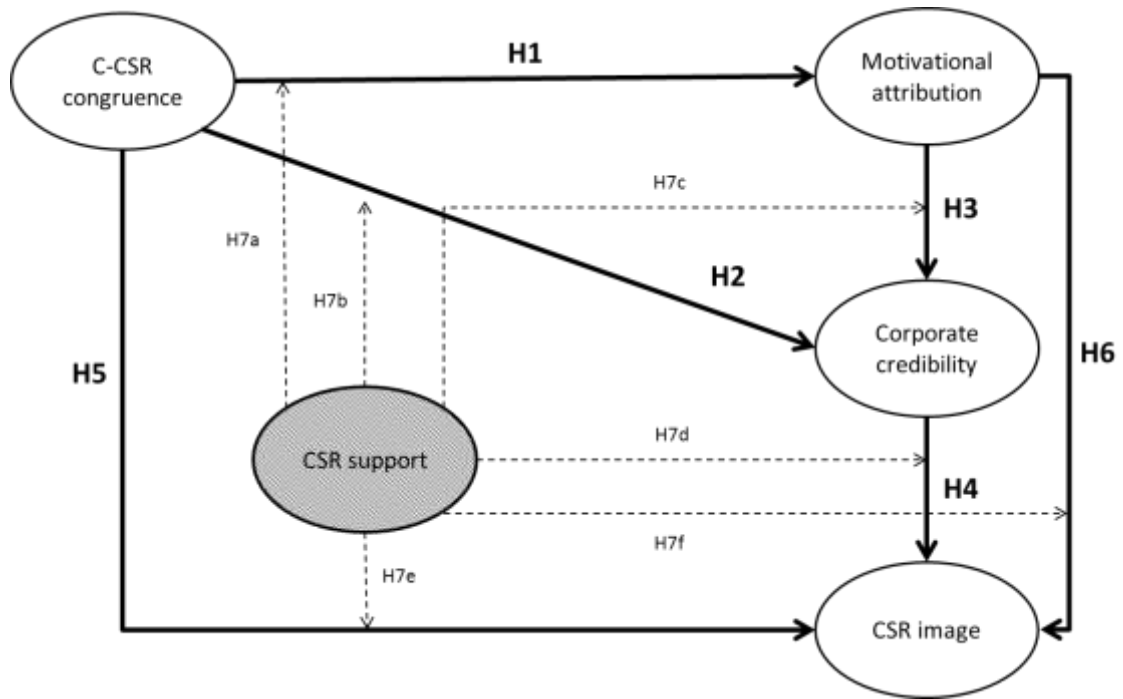 C-CSR
congruence
H1
Motivational
attribution
H7c
H3
H7a
H2
H7b
Corporate
credibility
H5
H6
CSR support
H7d
H4
H7f
H7e
CSR image